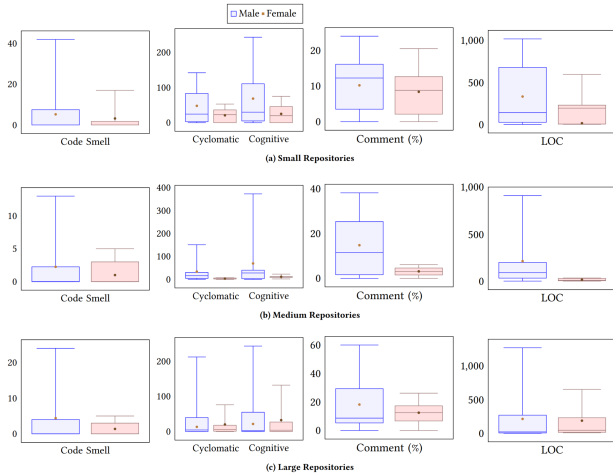 Male Female
40
20
0
Code Smell
200
100
0
Cyclomatic Cognitive
20
10
0
Comment (%)
1,000
500
0
LOC
(a) Small Repositories
10
5
0
Code Smell
400
300
200
100
0
Cyclomatic Cognitive
40
20
0
Comment (%)
1,000
500
0
LOC
(b) Medium Repositories
20
10
0
Code Smell
200
100
0
Cyclomatic Cognitive
60
40
20
0
Comment (%)
1,000
500
0
LOC
(c) Large Repositories